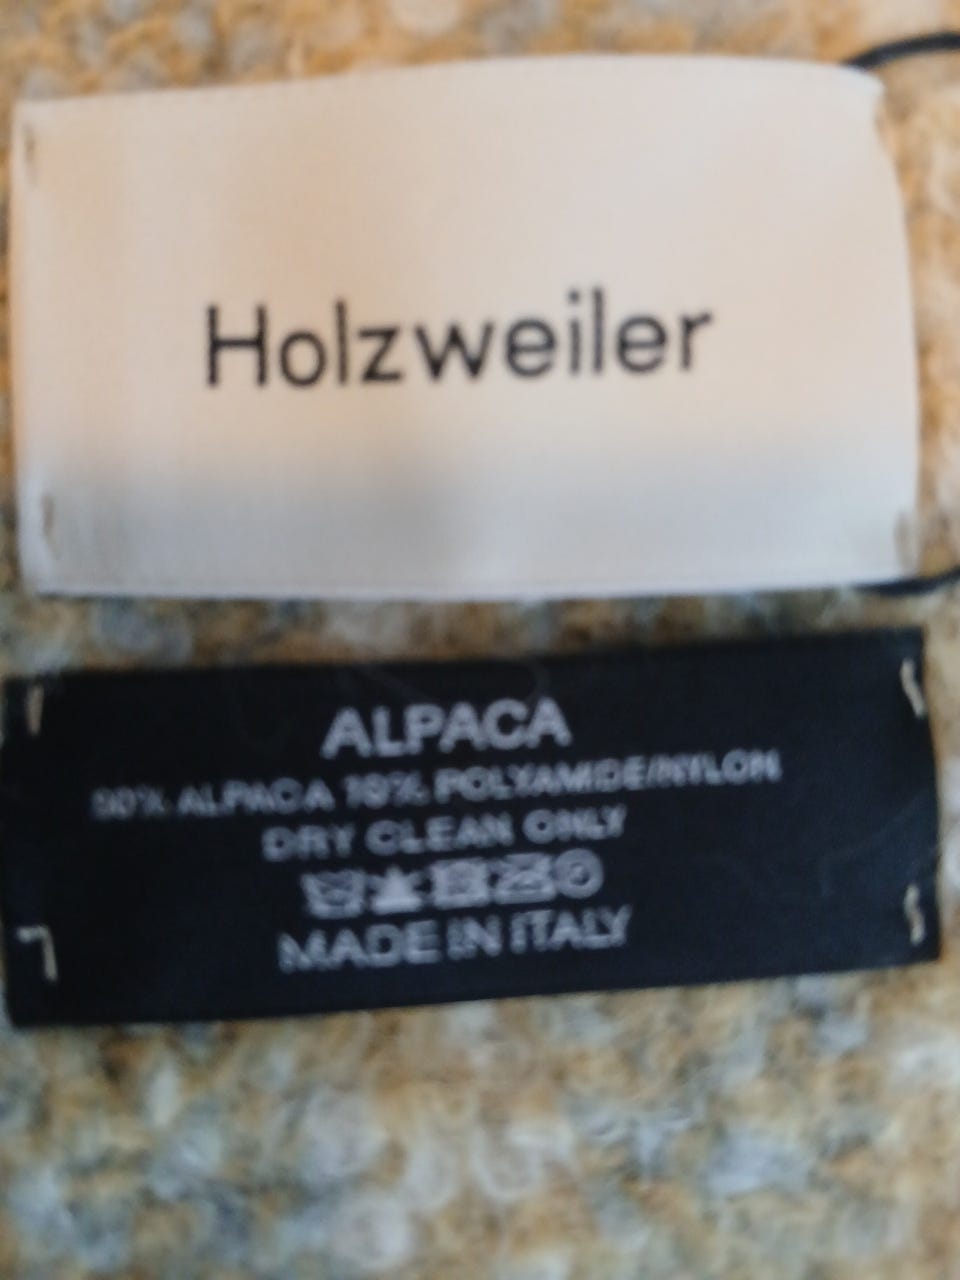 Holzweiler
ALPACA
90% ALPACA 10% POLYAMIDE/NYLON
DRY CLEAN ONLY
MADE IN ITALY